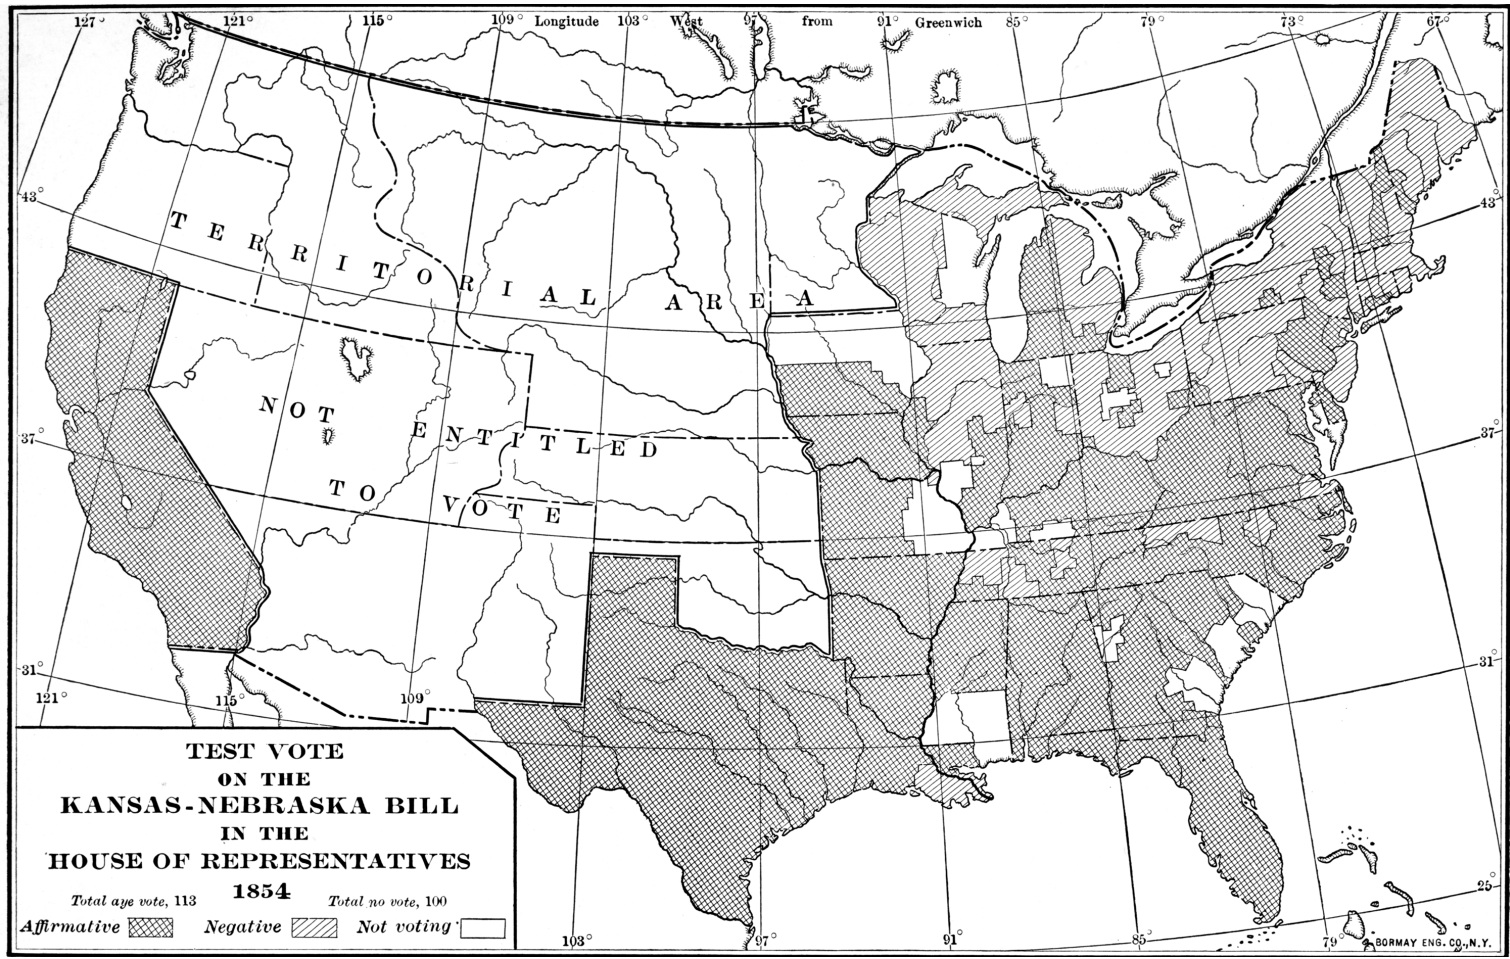 127° 121° 115° 109° Longitude 103° West 97° from 91° Greenwich 85° 79° 73° 67°
43° 43°
TERRITORIAL AREA
NOT ENTITLED
TO VOTE
37° 37°
31° 31°
121° 115° 109°
25°
103° 97° 91° 85° 79°
TEST VOTE
ON THE
KANSAS-NEBRASKA BILL
IN THE
HOUSE OF REPRESENTATIVES
1854
Total aye vote, 113 Total no vote, 100
Affirmative Negative Not voting
BORMAY ENG. CO., N.Y.